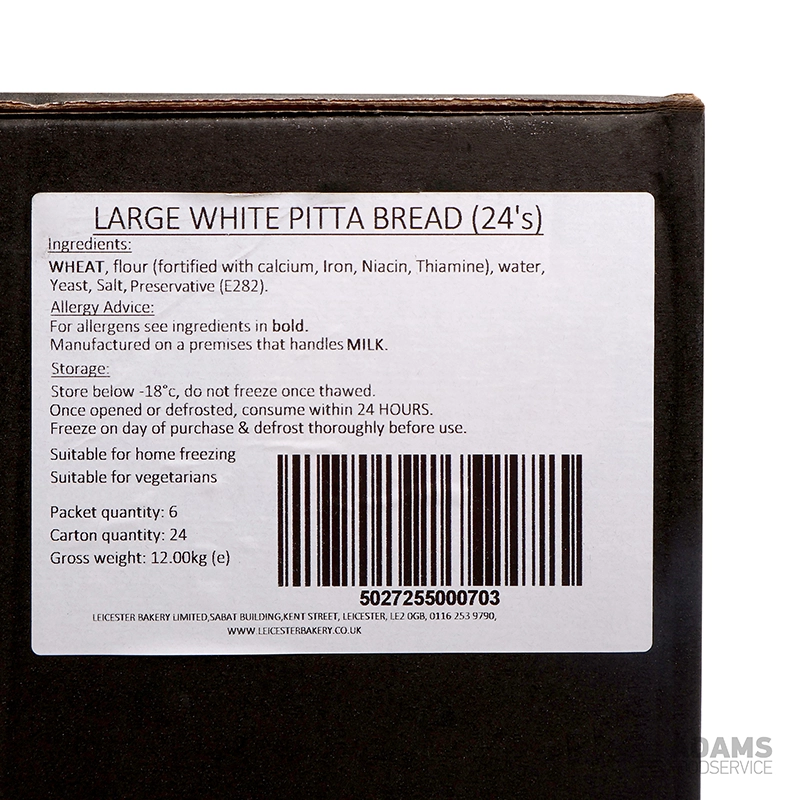 LARGE WHITE PITTA BREAD (24's)
Ingredients:
WHEAT, flour (fortified with calcium, Iron, Niacin, Thiamine), water,
Yeast, Salt, Preservative (E282).
Allergy Advice:
For allergens see ingredients in bold.
Manufactured on a premises that handles MILK.
Storage:
Store below -18°c, do not freeze once thawed.
Once opened or defrosted, consume within 24 HOURS.
Freeze on day of purchase & defrost thoroughly before use.
Suitable for home freezing
Suitable for vegetarians
Packet quantity: 6
Carton quantity: 24
Gross weight: 12.00kg (e)
5027255000703
LEICESTER BAKERY LIMITED,SABAT BUILDING,KENT STREET, LEICESTER, LE2 0GB, 0116 253 9790,
WWW.LEICESTERBAKERY.CO.UK